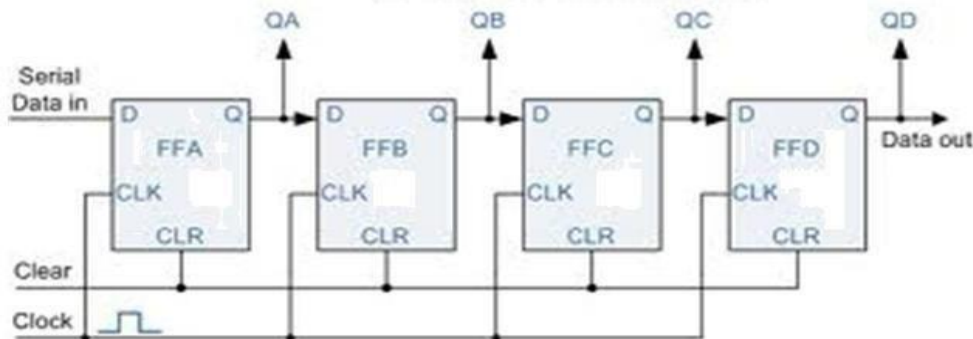 QA QB QC QD
Serial
Data in
D Q D Q D Q D Q
Data out
FFA FFB FFC FFD
CLK CLK CLK CLK
CLR CLR CLR CLR
Clear
Clock